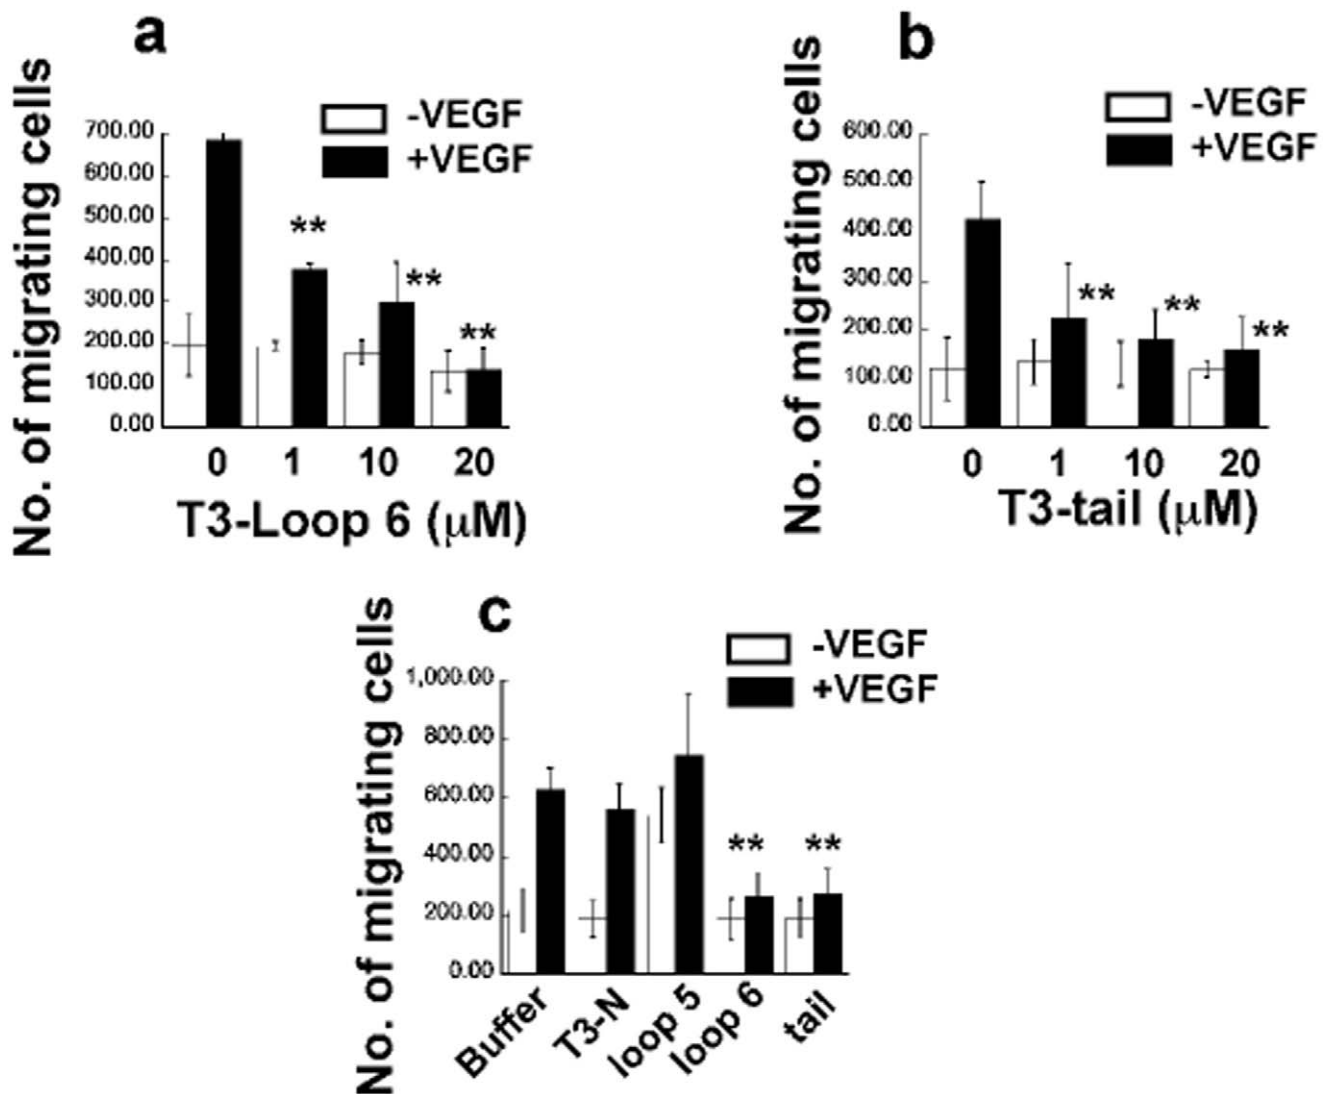 a
No. of migrating cells
-VEGF
+VEGF
700.00
600.00
500.00
400.00
300.00
200.00
100.00
0.00
**
**
**
0 1 10 20
T3-Loop 6 (μM)
b
No. of migrating cells
-VEGF
+VEGF
600.00
500.00
400.00
300.00
200.00
100.00
0.00
**
**
**
0 1 10 20
T3-tail (μM)
c
No. of migrating cells
-VEGF
+VEGF
1,000.00
800.00
600.00
400.00
200.00
0.00
** **
Buffer
T3-N
loop 5
loop 6
tail